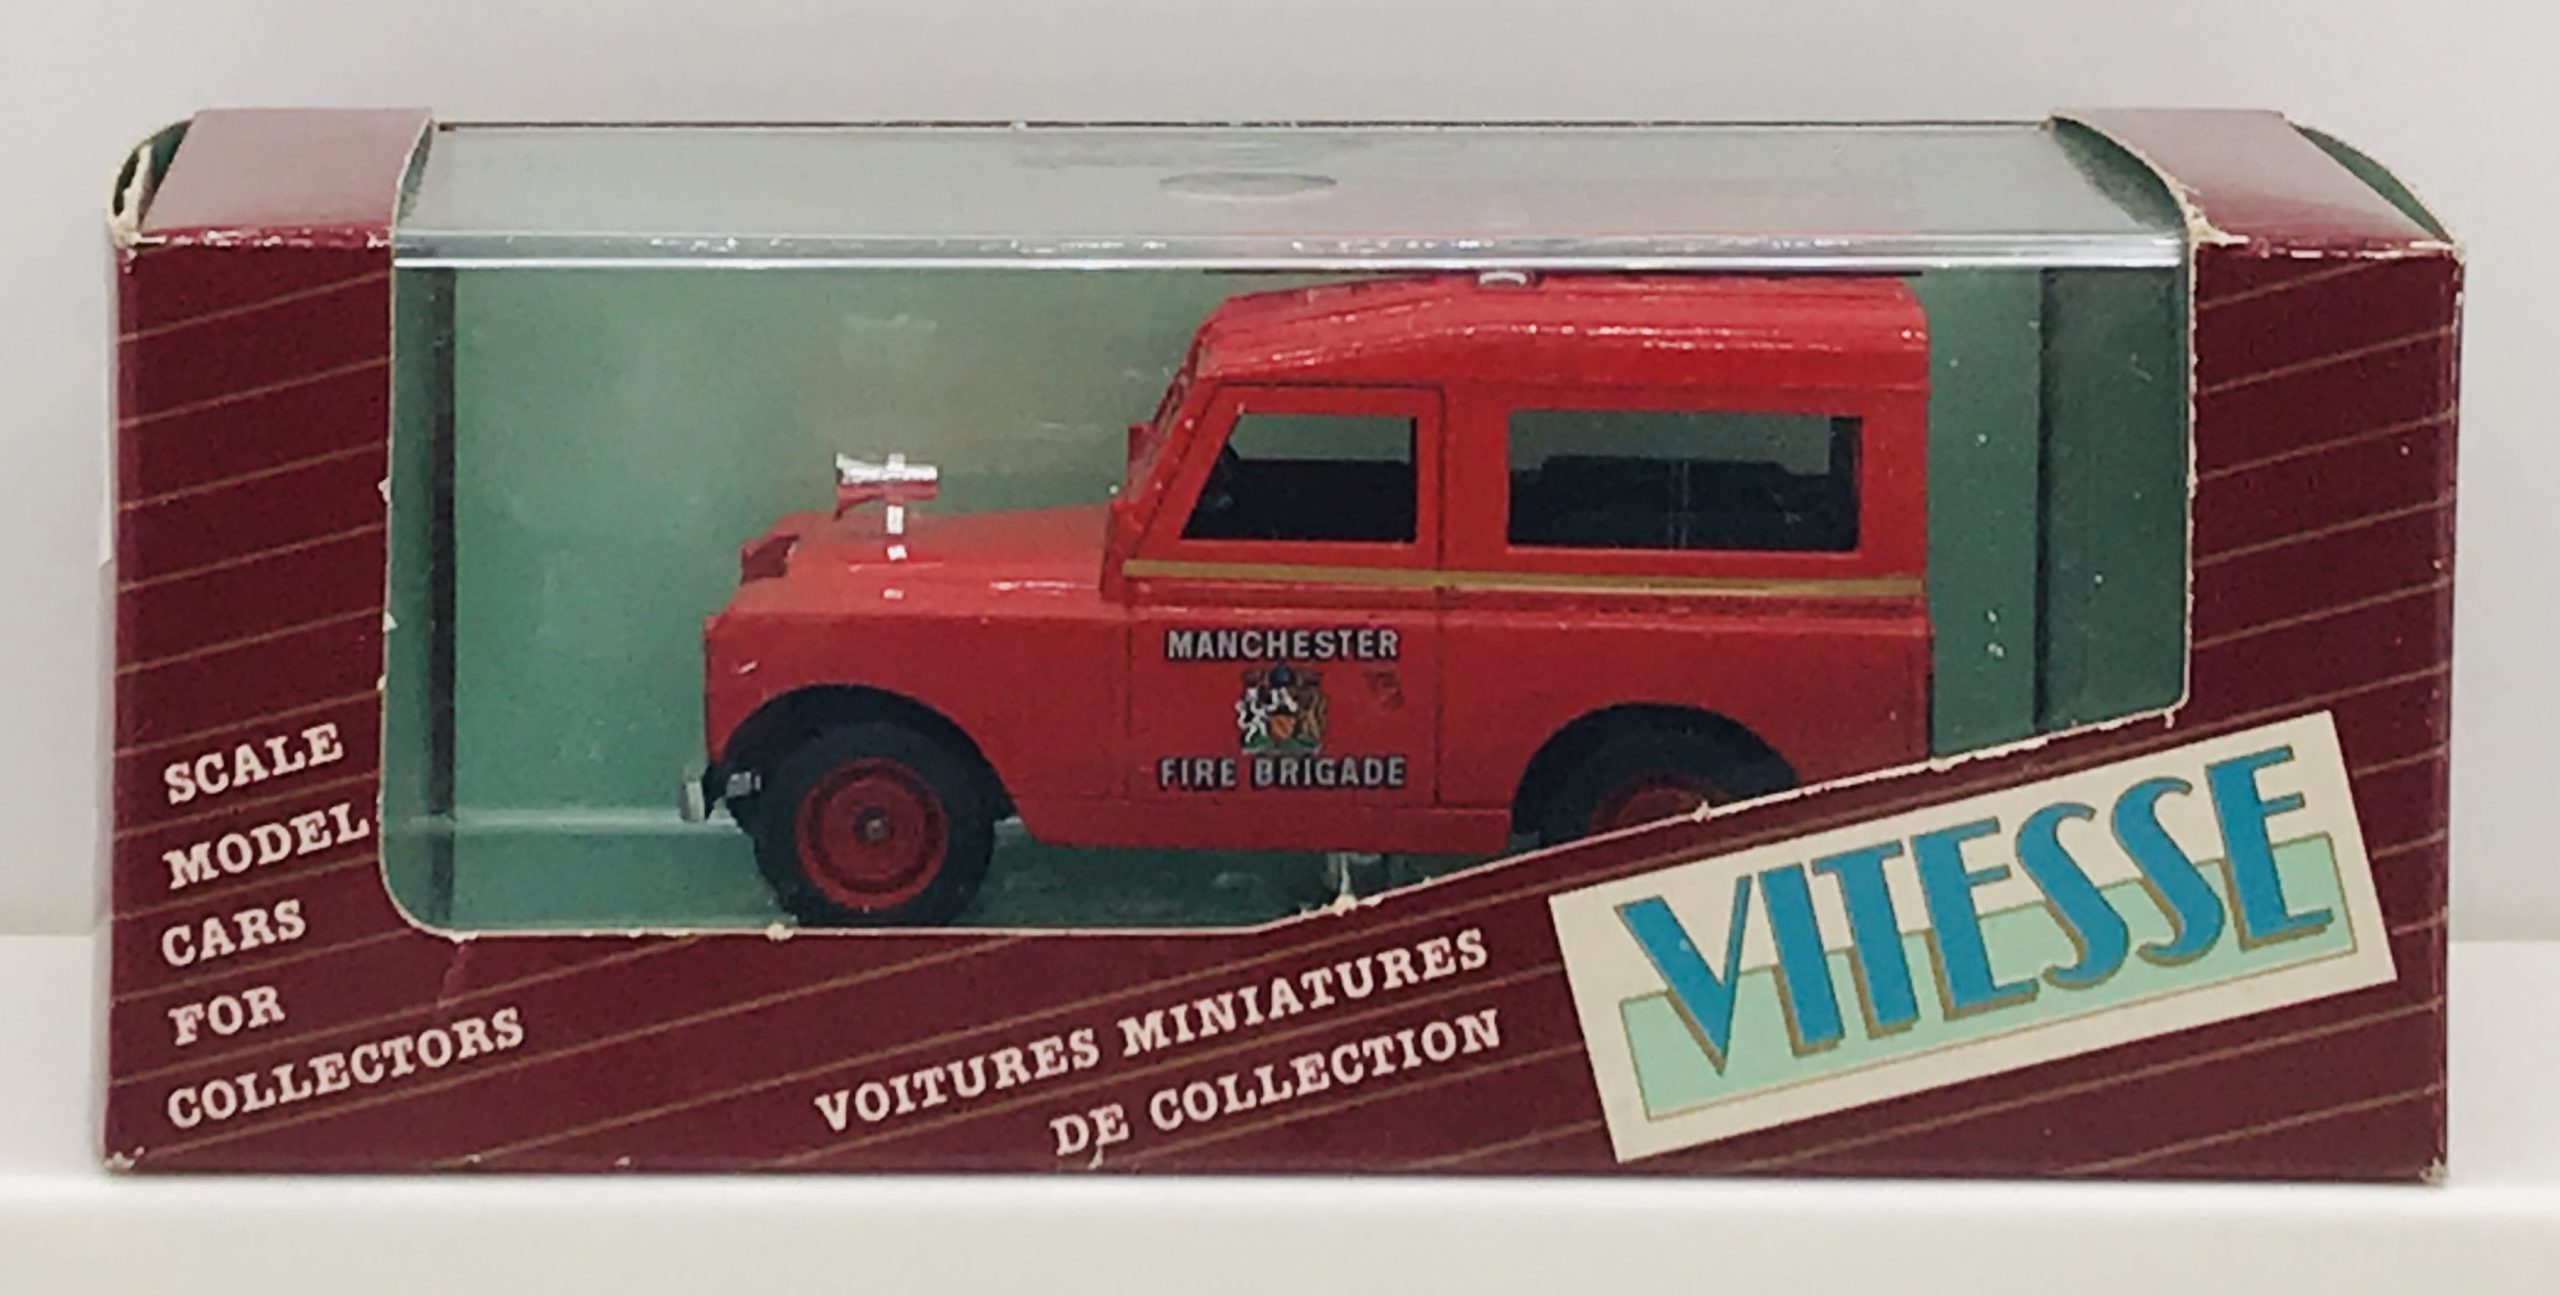 MANCHESTER
FIRE BRIGADE
SCALE
MODEL
CARS
FOR
COLLECTORS
VOITURES MINIATURES
DE COLLECTION
VITESSE